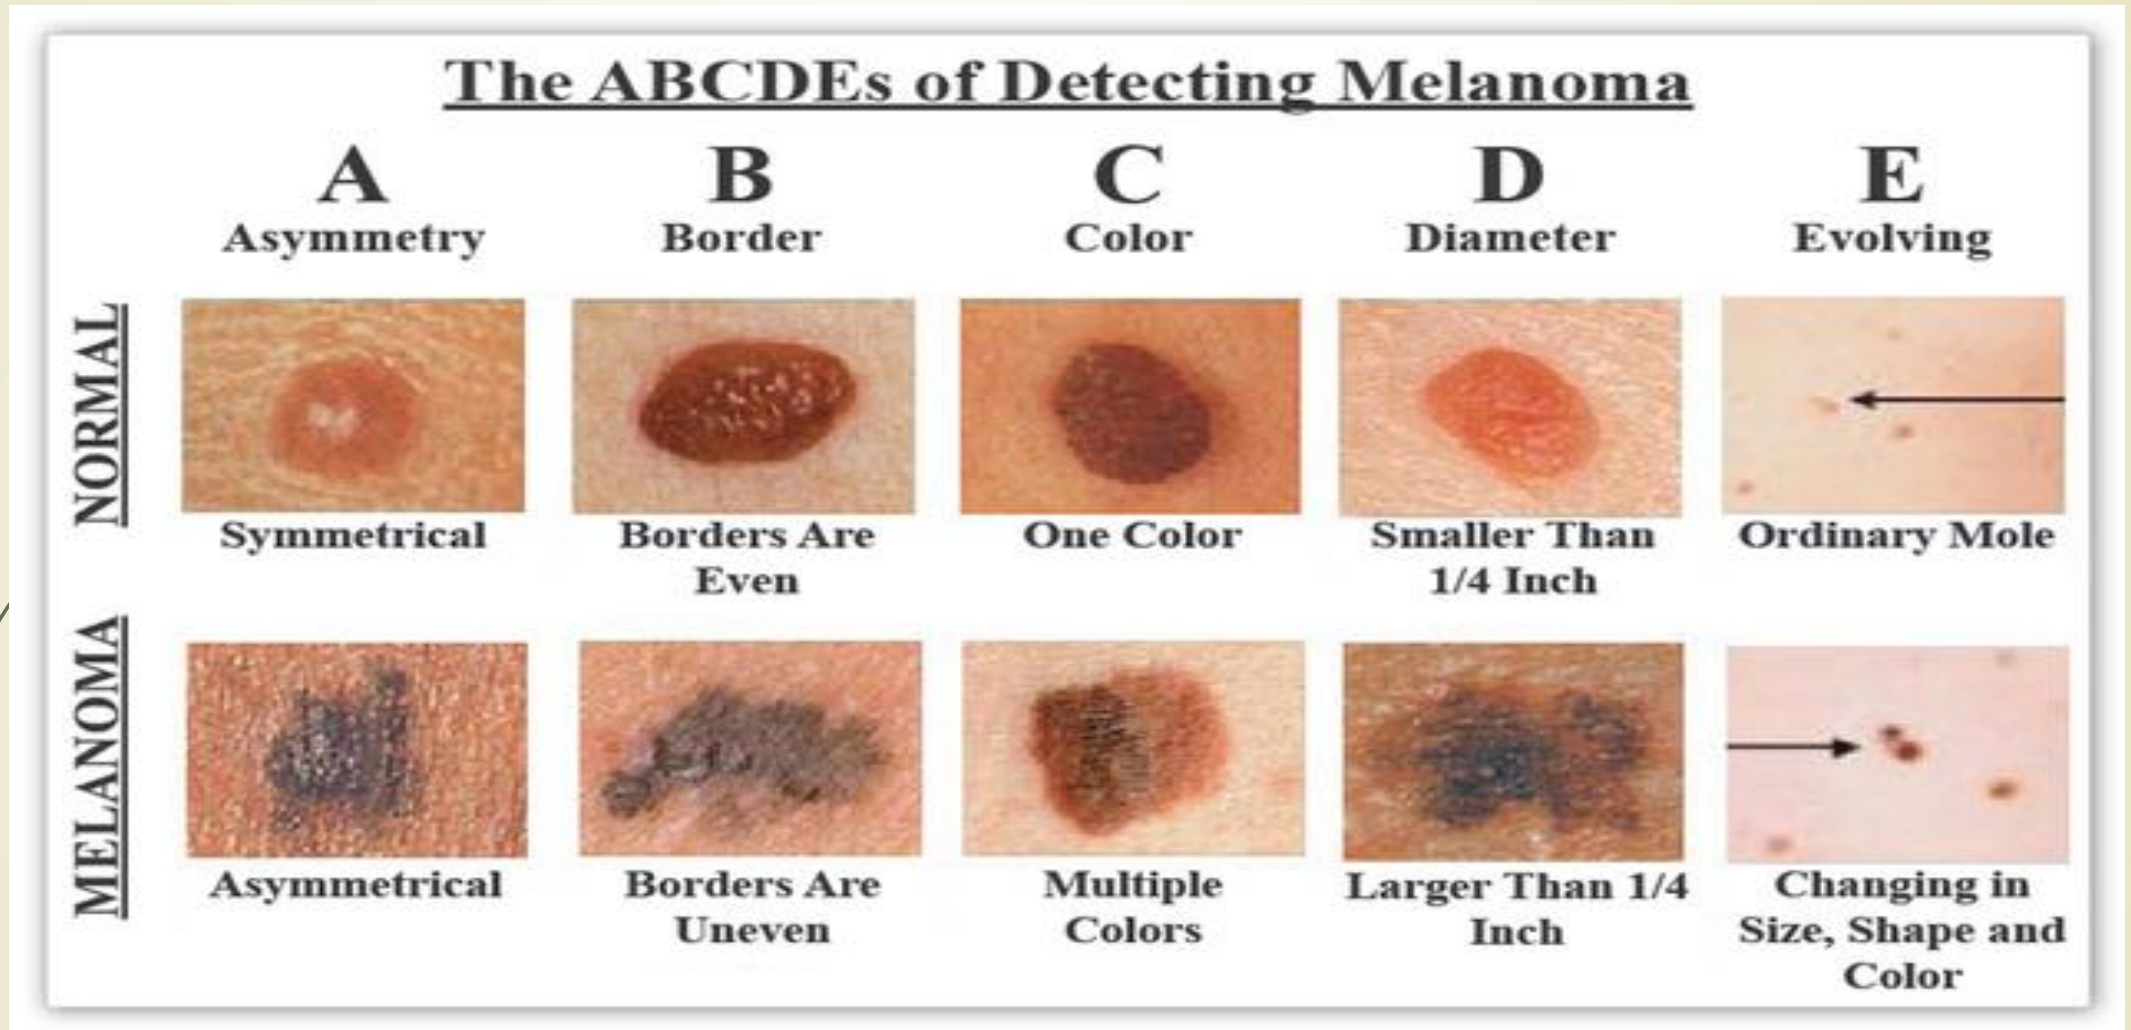 The ABCDEs of Detecting Melanoma
A
Asymmetry
B
Border
C
Color
D
Diameter
E
Evolving
NORMAL
Symmetrical
Borders Are
Even
One Color
Smaller Than
1/4 Inch
Ordinary Mole
MELANOMA
Asymmetrical
Borders Are
Uneven
Multiple
Colors
Larger Than 1/4
Inch
Changing in
Size, Shape and
Color